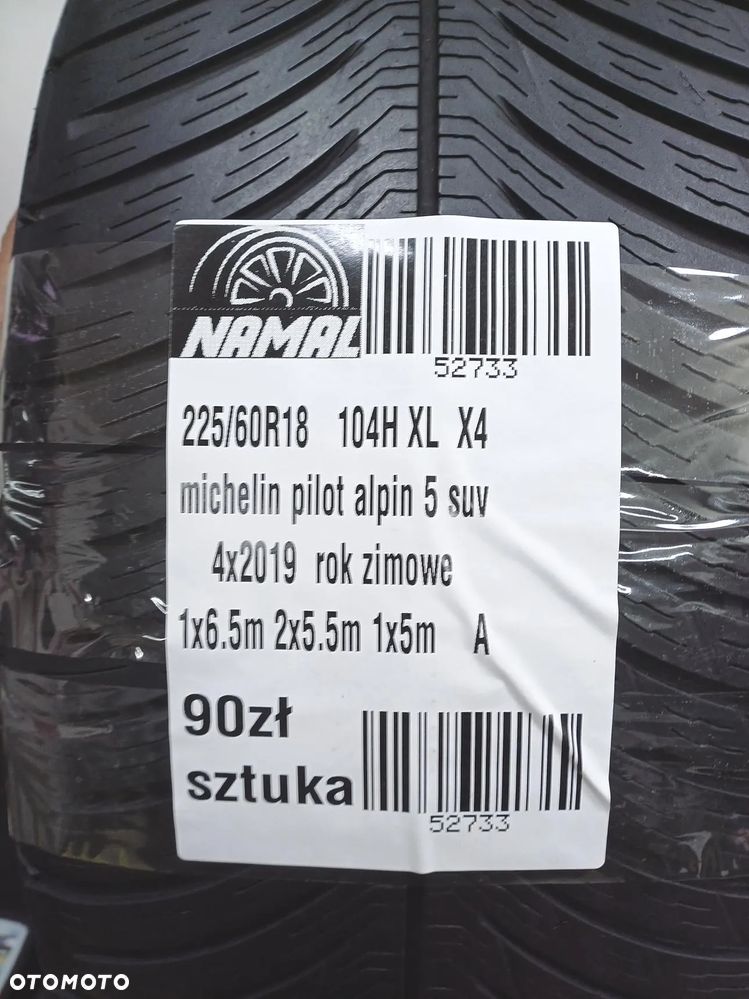 NAMAL
52733
225/60R18 104H XL X4
michelin pilot alpin 5 suv
4x2019 rok zimowe
1x6.5m 2x5.5m 1x5m A
90zł
sztuka
52733
OTOMOTO